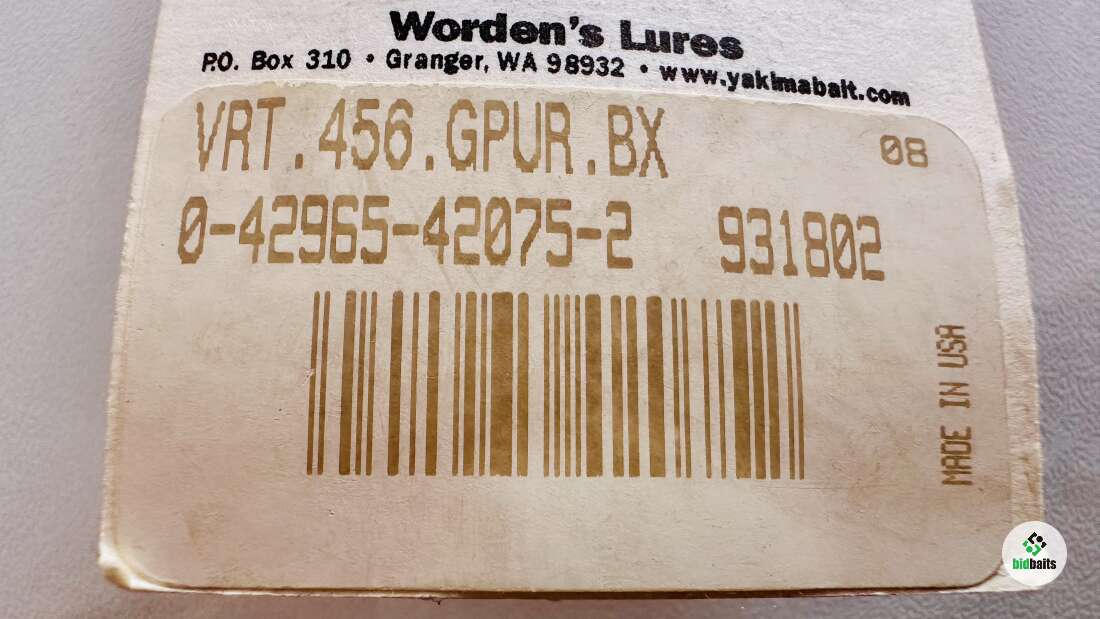 Worden's Lures
P.O. Box 310 • Granger, WA 98932 • www.yakimabait.com
VRT.456.GPUR.BX 08
0-42965-42075-2 931802
MADE IN USA
bidbaits